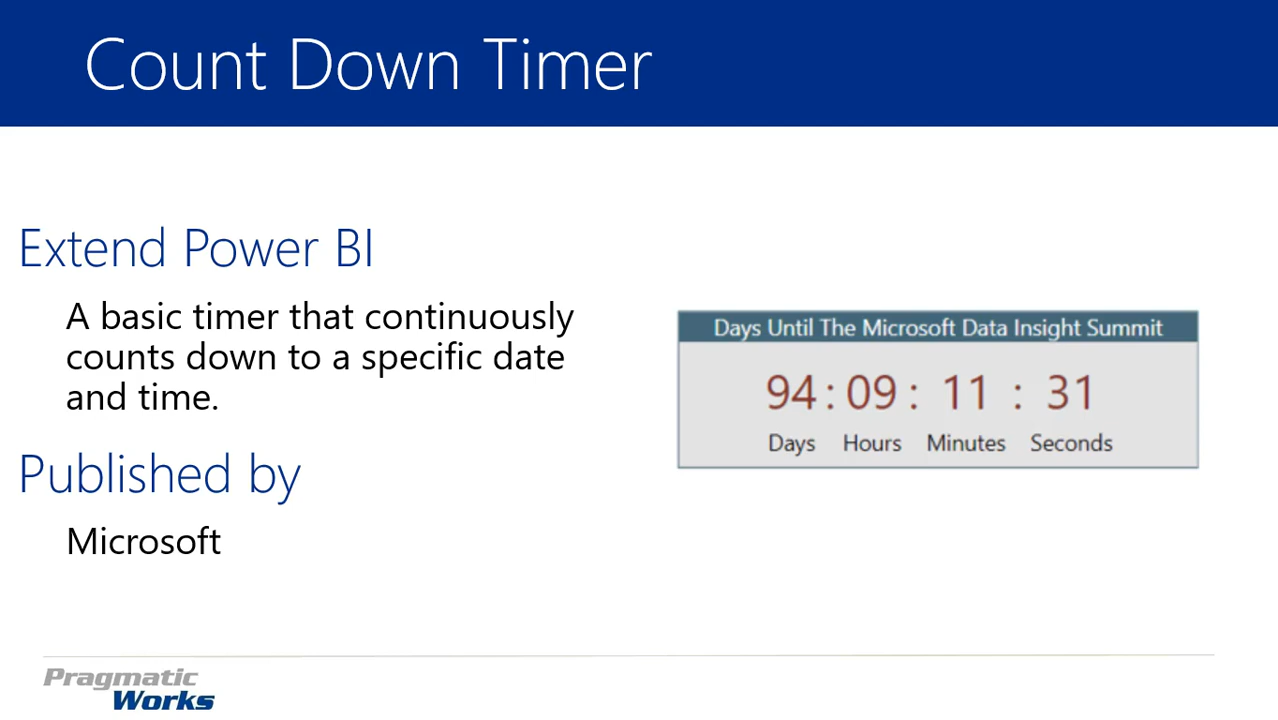 Count Down Timer
Extend Power BI
A basic timer that continuously
counts down to a specific date
and time.
Published by
Microsoft
Days Until The Microsoft Data Insight Summit
94 : 09 : 11 : 31
Days Hours Minutes Seconds
Pragmatic
Works